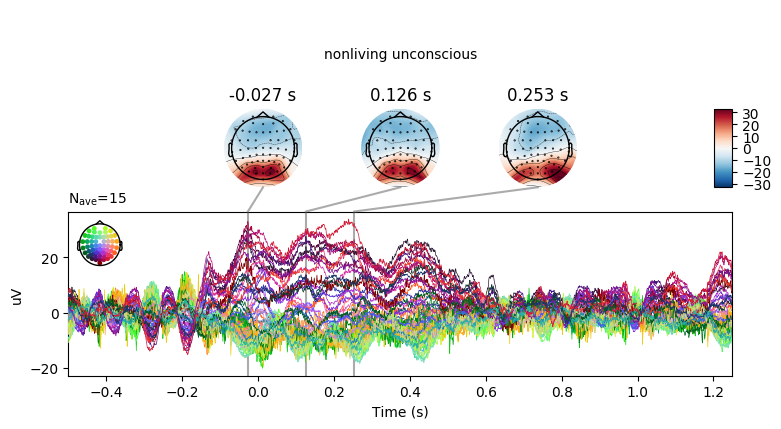 nonliving unconscious
-0.027 s 0.126 s 0.253 s
30
20
10
0
−10
−20
−30
Nave=15
20
0
−20
uV
−0.4 −0.2 0.0 0.2 0.4 0.6 0.8 1.0 1.2
Time (s)